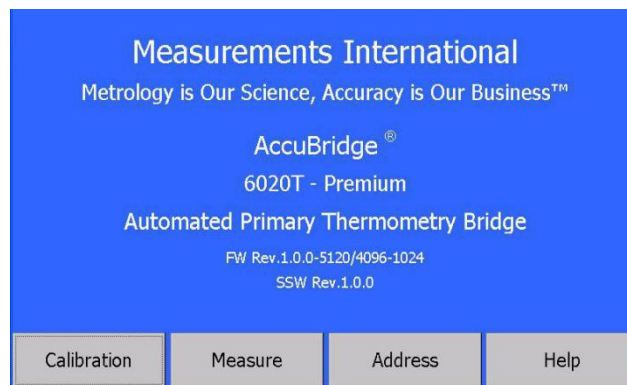 Measurements International
Metrology is Our Science, Accuracy is Our Business™
AccuBridge ®
6020T - Premium
Automated Primary Thermometry Bridge
FW Rev.1.0.0-5120/4096-1024
SSW Rev.1.0.0
Calibration Measure Address Help